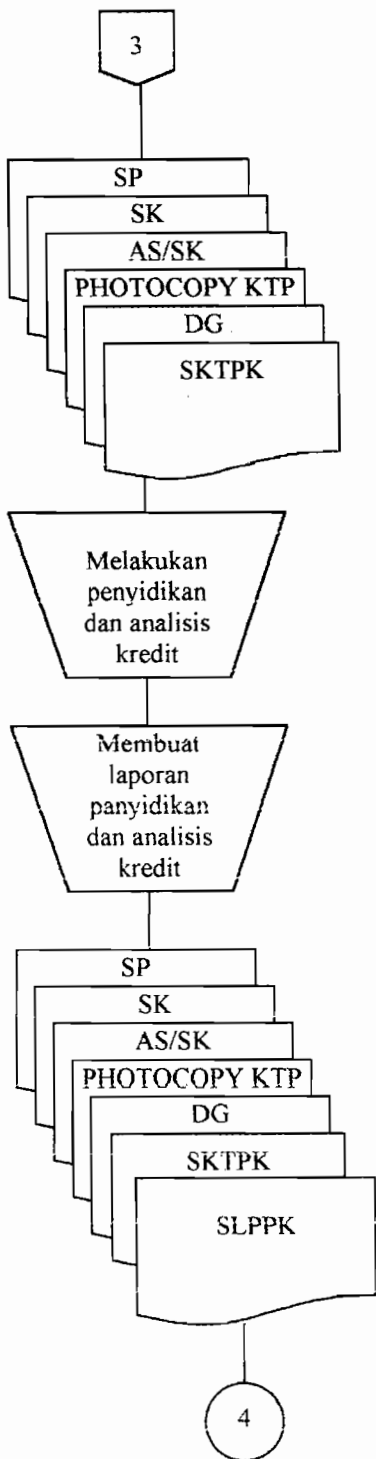 3
SP
SK
AS/SK
PHOTOCOPY KTP
DG
SKTPK
Melakukan
penyidikan
dan analisis
kredit
Membuat
laporan
panyidikan
dan analisis
kredit
SP
SK
AS/SK
PHOTOCOPY KTP
DG
SKTPK
SLPPK
4